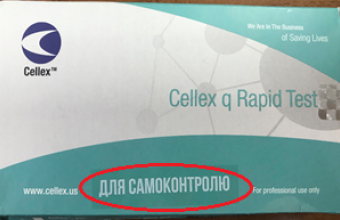 We Are In The Business
of Saving Lives
Cellex™
Cellex q Rapid Test
www.cellex.us
ДЛЯ САМОКОНТРОЛЮ
For professional use only